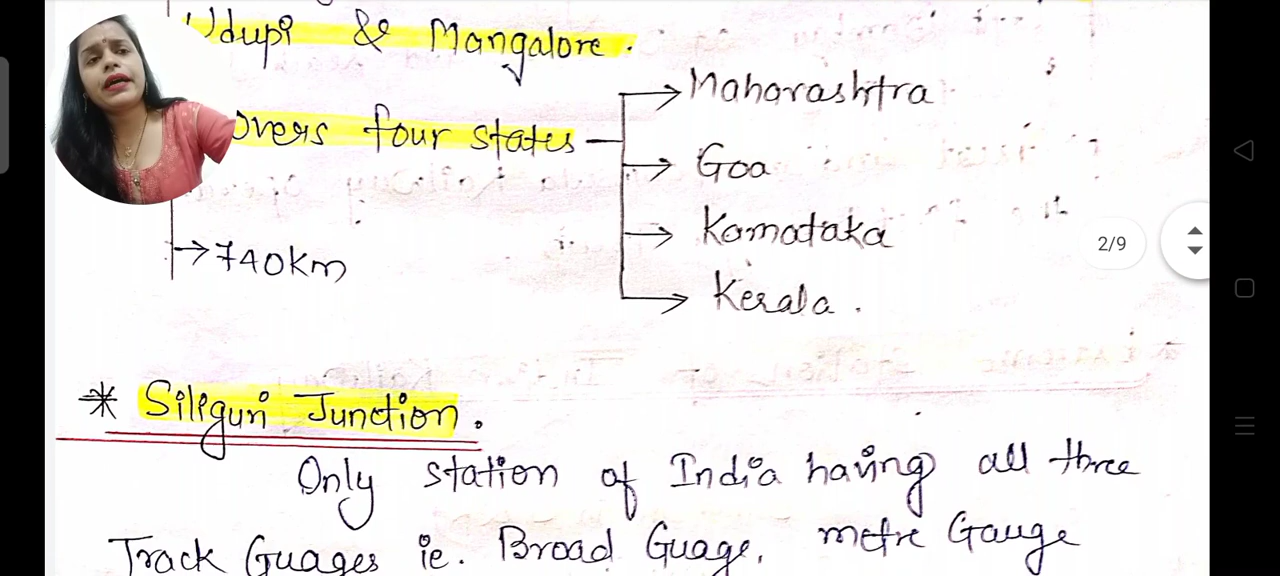 Udupi & Mangalore.
overs four states
Maharashtra
Goa
Karnataka
Kerala.
740km
2/9
* Siliguri Junction.
Only station of India having all three
Track Guages ie. Broad Guage, metre Gauge